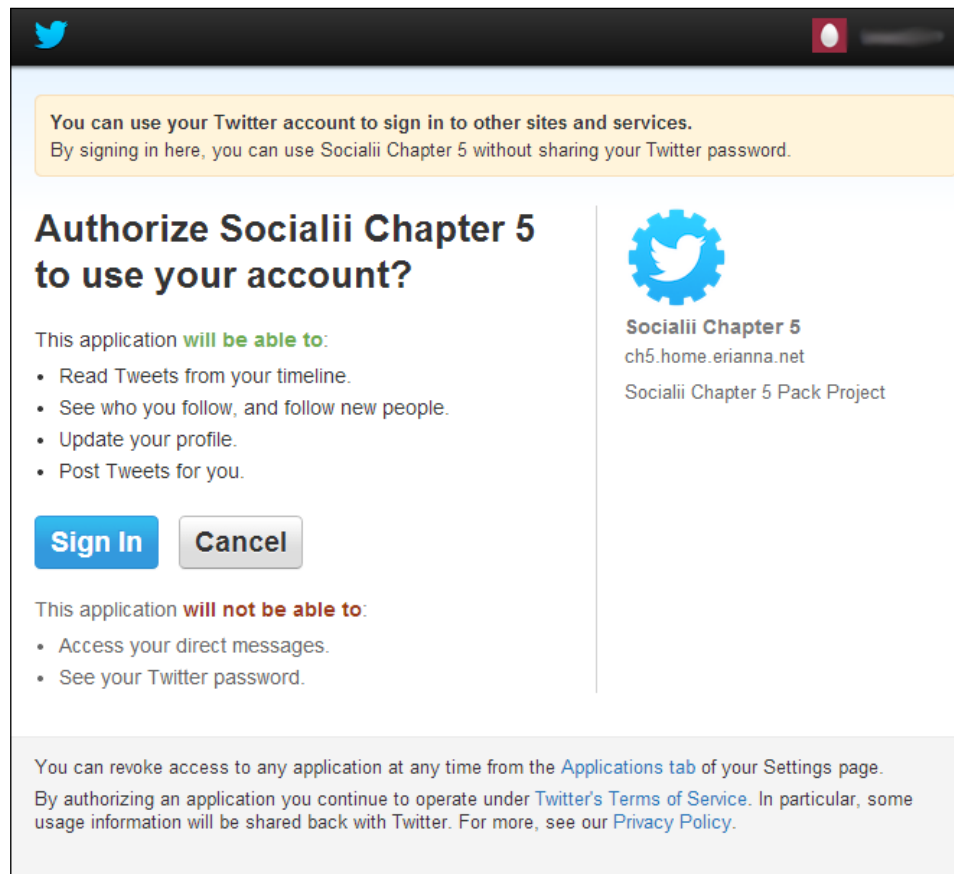 You can use your Twitter account to sign in to other sites and services.
By signing in here, you can use Socialii Chapter 5 without sharing your Twitter password.
Authorize Socialii Chapter 5
to use your account?
This application will be able to:
• Read Tweets from your timeline.
• See who you follow, and follow new people.
• Update your profile.
• Post Tweets for you.
Sign In
Cancel
This application will not be able to:
• Access your direct messages.
• See your Twitter password.
Socialii Chapter 5
ch5.home.erianna.net
Socialii Chapter 5 Pack Project
You can revoke access to any application at any time from the Applications tab of your Settings page.
By authorizing an application you continue to operate under Twitter's Terms of Service. In particular, some
usage information will be shared back with Twitter. For more, see our Privacy Policy.